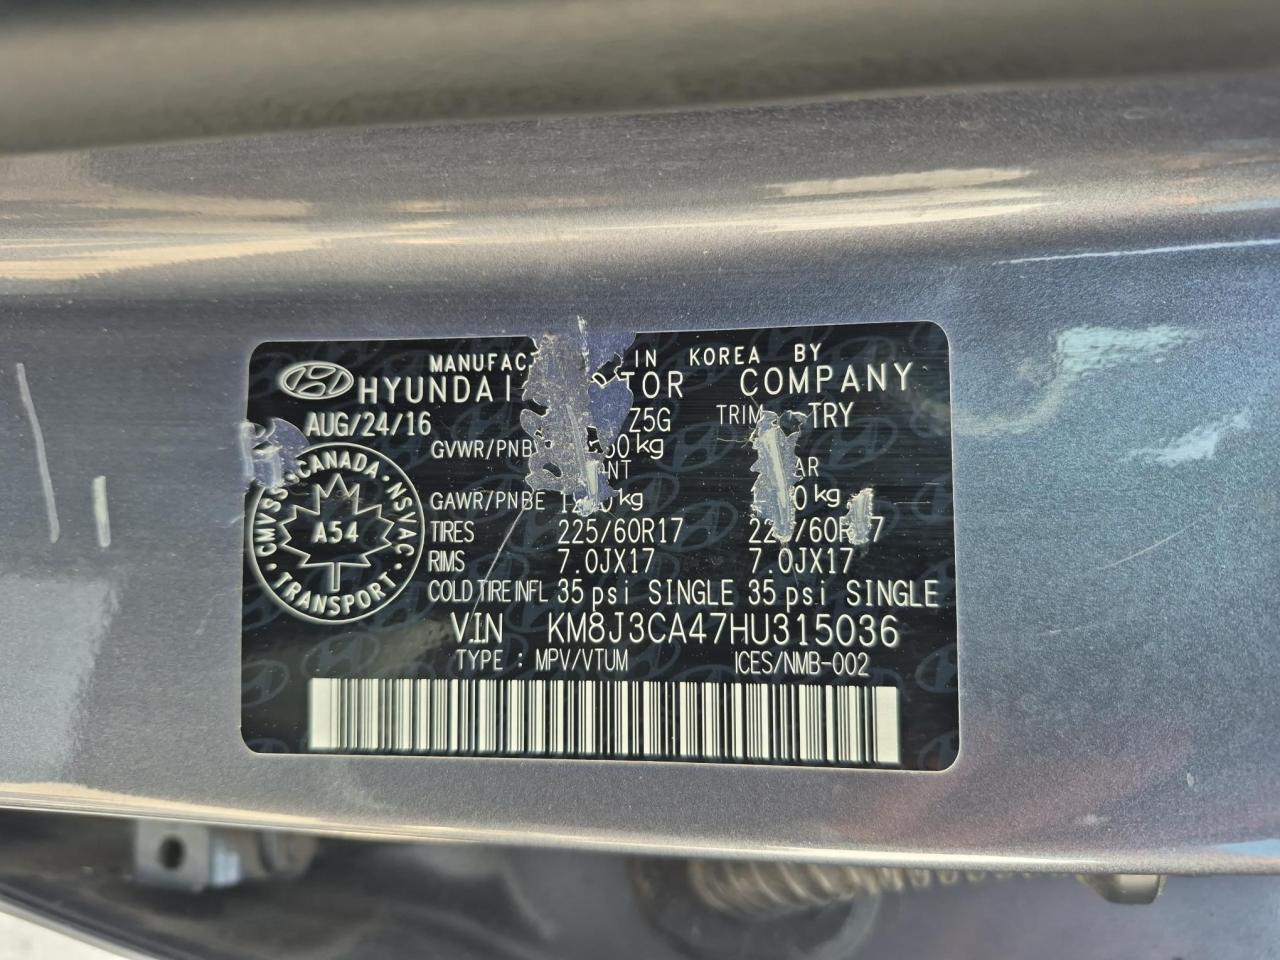 MANUFAC IN KOREA BY
HYUNDAI TOR COMPANY
AUG/24/16 Z5G TRIM TRY
GVWR/PNB kg
NT AR
GAWR/PNBE kg kg
TIRES 225/60R17
RIMS 7.0JX17 7.0JX17
COLD TIRE INFL 35 psi SINGLE 35 psi SINGLE
V.I.N KM8J3CA47HU315036
TYPE : MPV/VTUM ICES/NMB-002
CANADA · NSVAC · TRANSPORT · CMVSS ·
A54